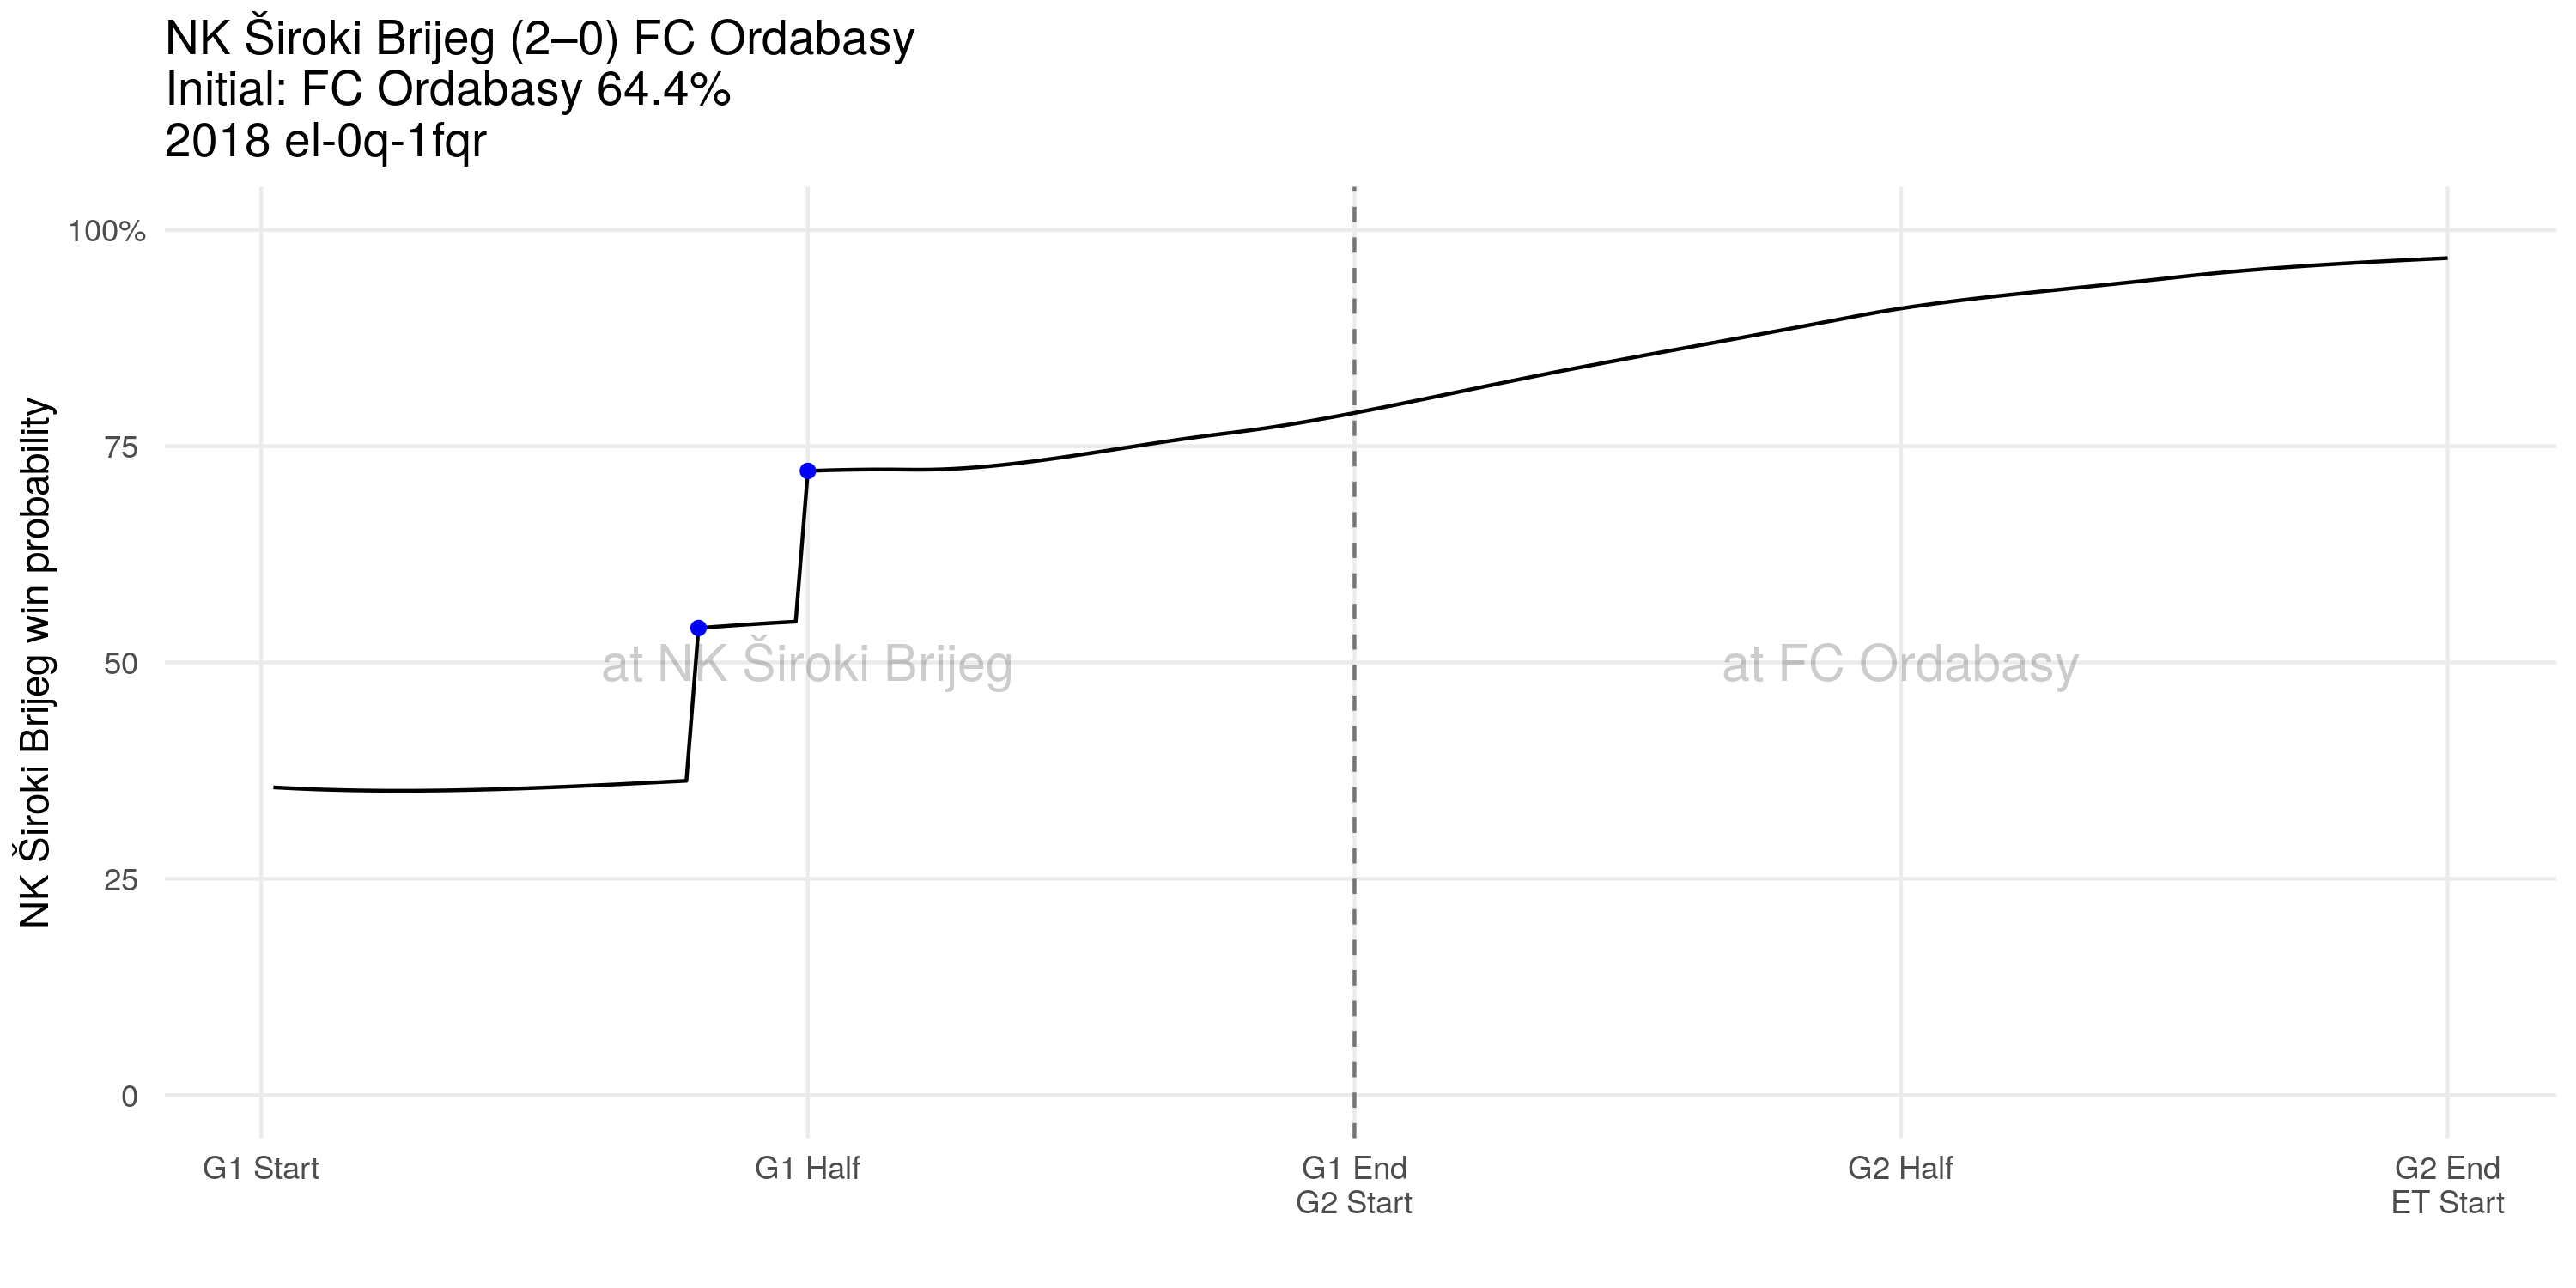 NK Široki Brijeg (2–0) FC Ordabasy
Initial: FC Ordabasy 64.4%
2018 el-0q-1fqr
NK Široki Brijeg win probability
100%
75
50
25
0
at NK Široki Brijeg
at FC Ordabasy
G1 Start
G1 Half
G1 End
G2 Start
G2 Half
G2 End
ET Start